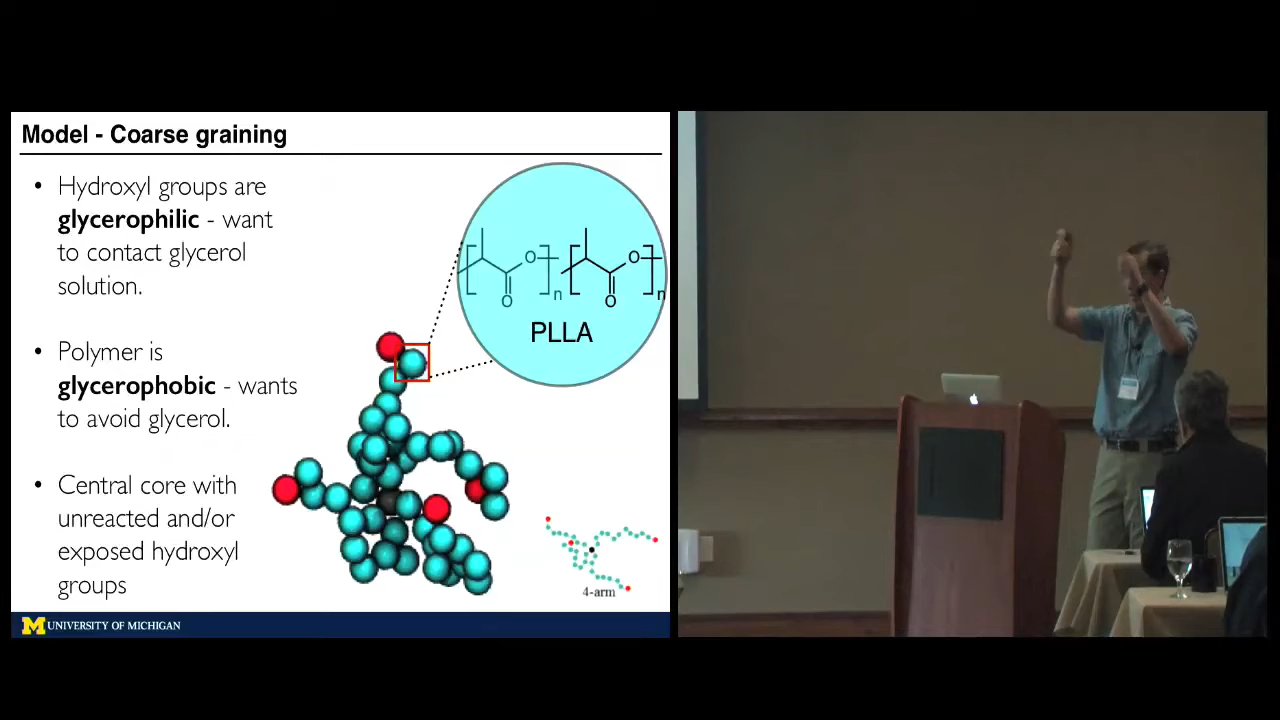 Model - Coarse graining
• Hydroxyl groups are
glycerophilic - want
to contact glycerol
solution.
• Polymer is
glycerophobic - wants
to avoid glycerol.
• Central core with
unreacted and/or
exposed hydroxyl
groups
O
O
n
O
O
n
PLLA
4-arm
M UNIVERSITY OF MICHIGAN